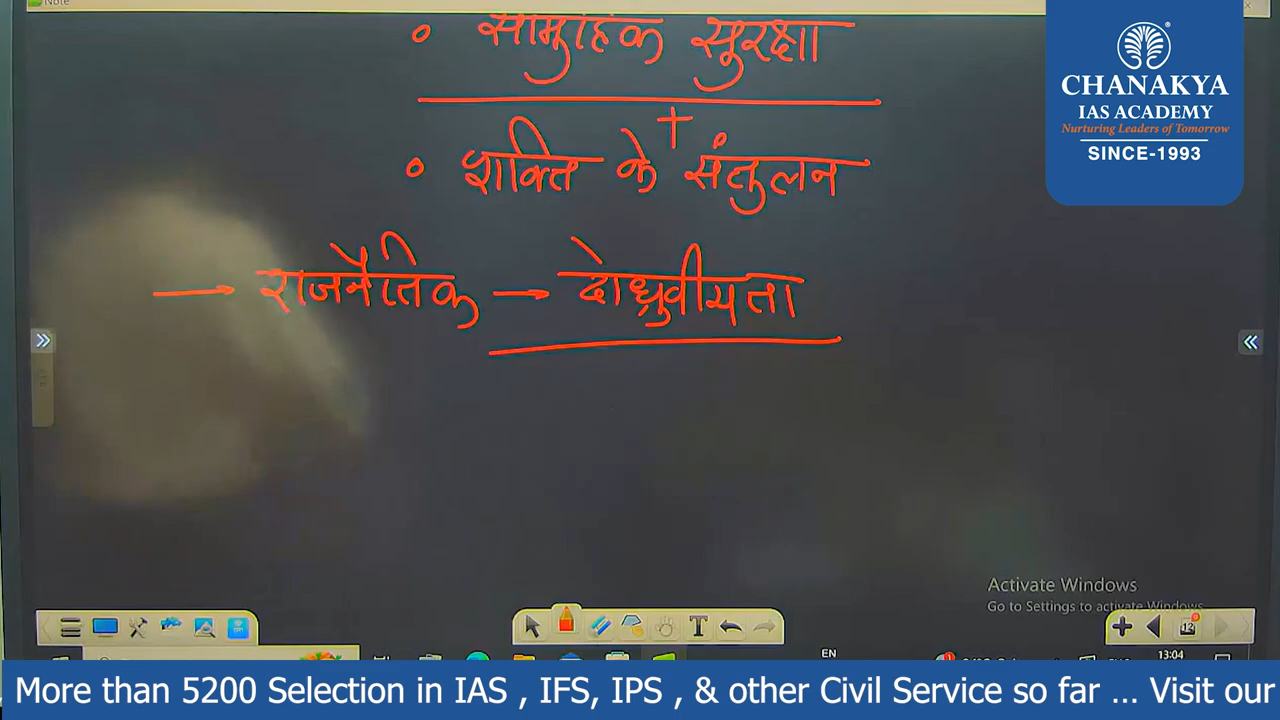 Note
• सामुहिक सुरक्षा
+
• शक्ति के संतुलन
→ राजनैतिक → दोध्रुवीयता
CHANAKYA
IAS ACADEMY
Nurturing Leaders of Tomorrow
SINCE-1993
Activate Windows
Go to Settings to activate Windows.
EN
13:04
More than 5200 Selection in IAS , IFS, IPS , & other Civil Service so far ... Visit our